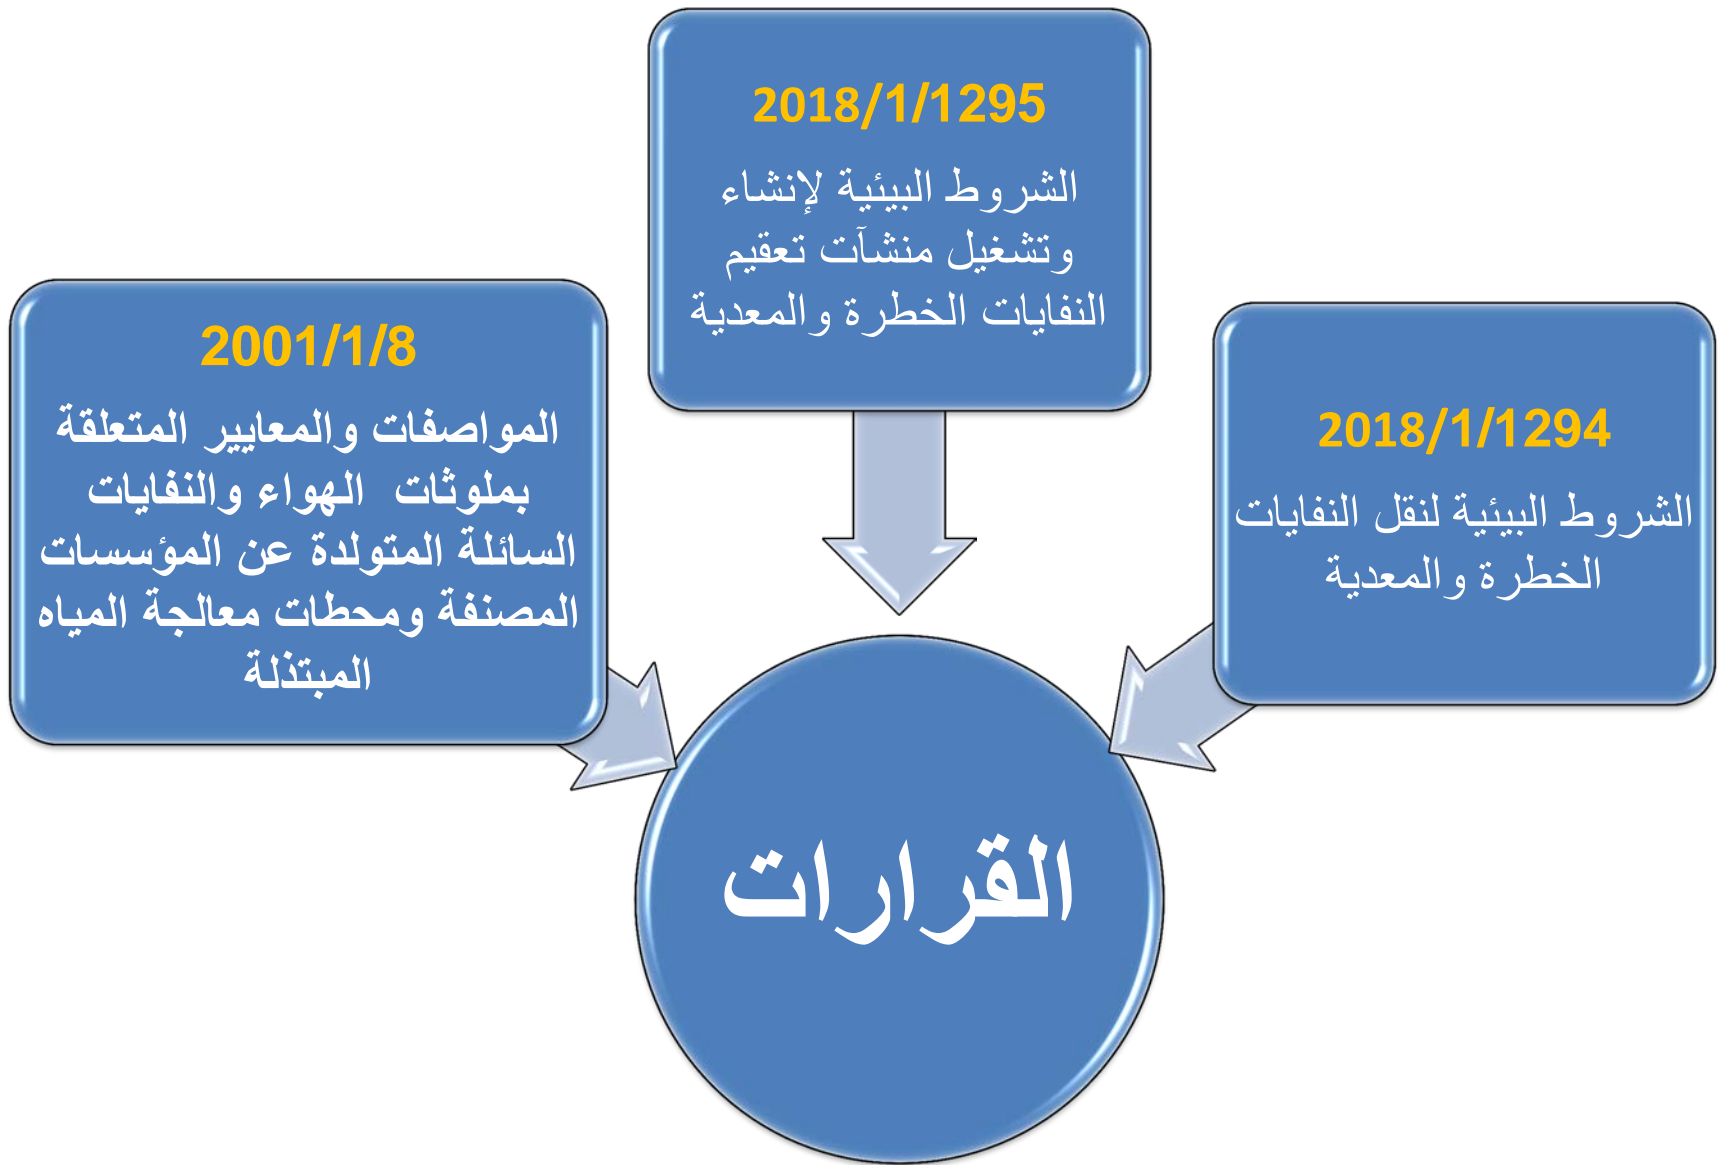 2018/1/1295
الشروط البيئية لإنشاء
وتشغيل منشآت تعقيم
النفايات الخطرة والمعدية
2018/1/1294
الشروط البيئية لنقل النفايات
الخطرة والمعدية
2001/1/8
المواصفات والمعايير المتعلقة
بملوثات الهواء والنفايات
السائلة المتولدة عن المؤسسات
المصنفة ومحطات معالجة المياه
المبتذلة
القرارات